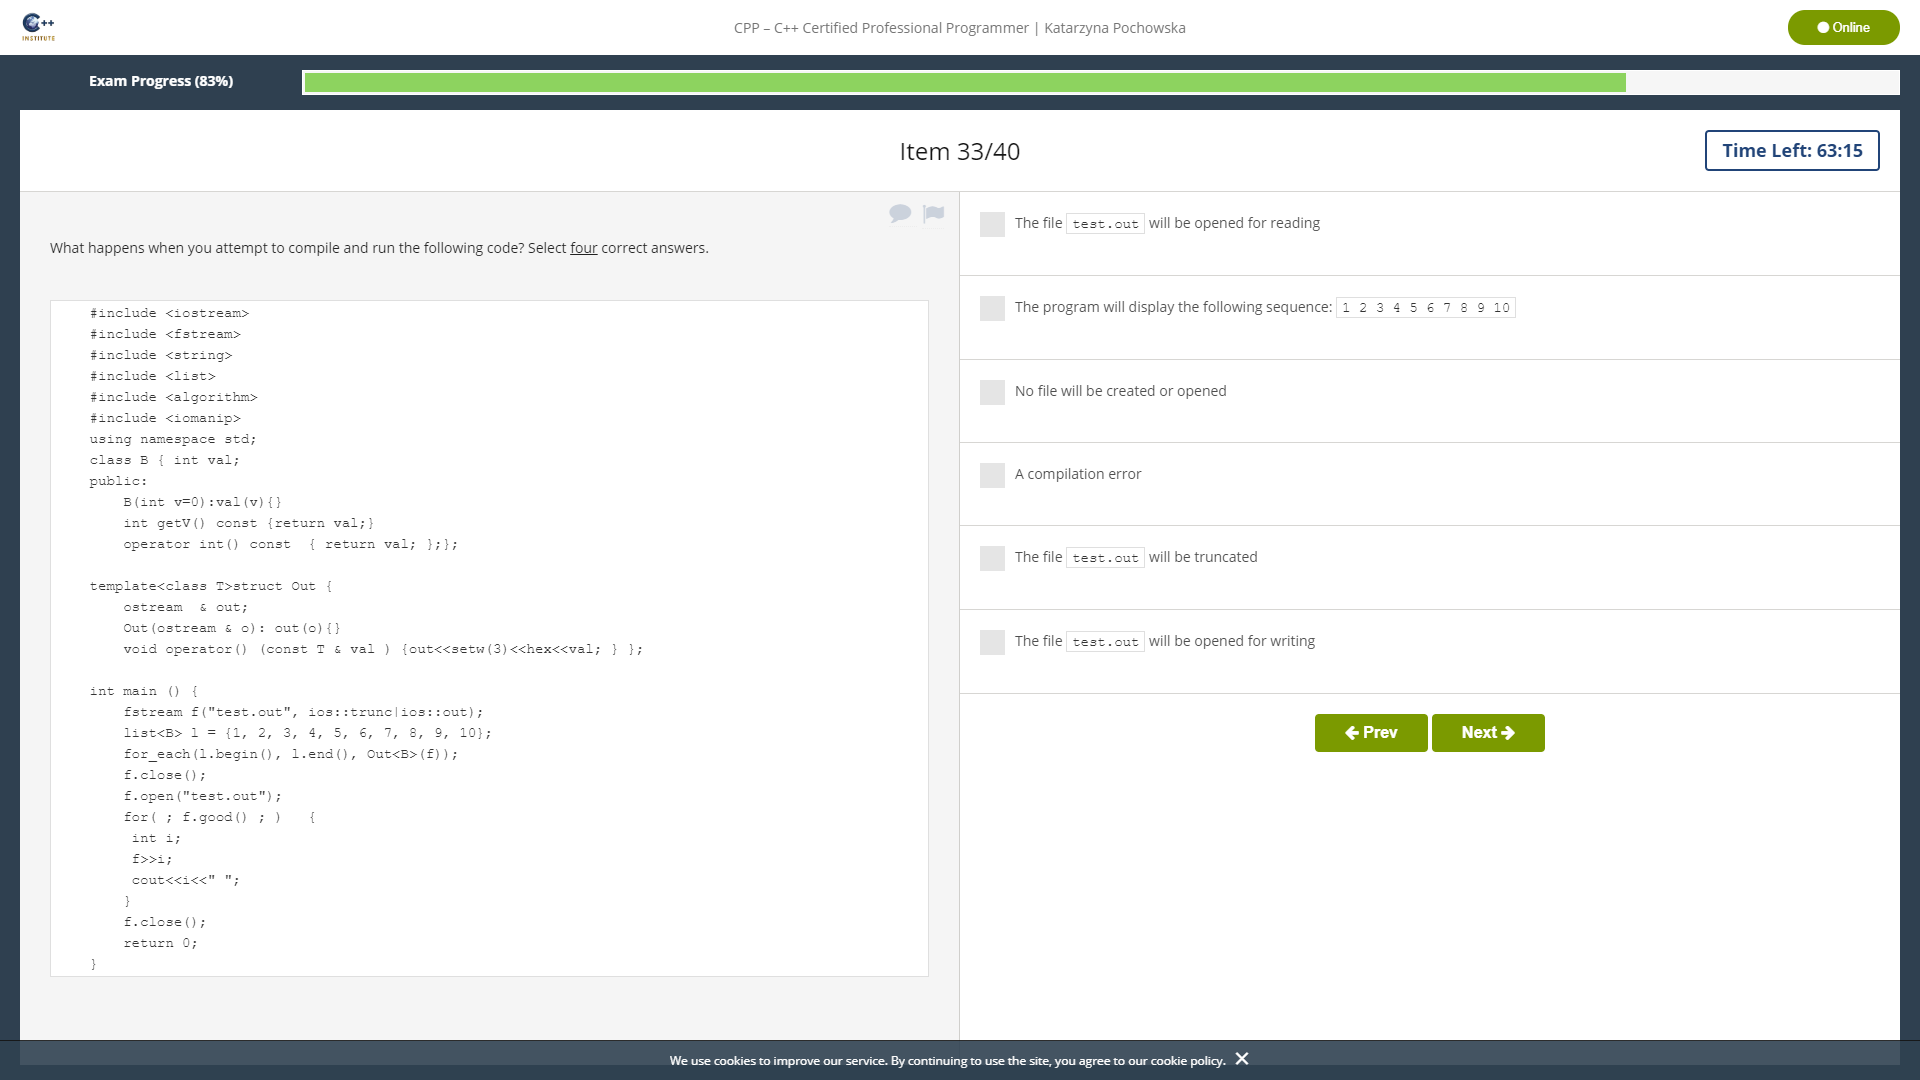 C++
INSTITUTE
CPP – C++ Certified Professional Programmer | Katarzyna Pochowska
Online
Exam Progress (83%)
Item 33/40
Time Left: 63:15
What happens when you attempt to compile and run the following code? Select four correct answers.
#include <iostream>
#include <fstream>
#include <string>
#include <list>
#include <algorithm>
#include <iomanip>
using namespace std;
class B { int val;
public:
    B(int v=0):val(v){}
    int getV() const {return val;}
    operator int() const  { return val; };};

template<class T>struct Out {
    ostream  & out;
    Out(ostream & o): out(o){}
    void operator() (const T & val ) {out<<setw(3)<<hex<<val; } };

int main () {
    fstream f("test.out", ios::trunc|ios::out);
    list<B> l = {1, 2, 3, 4, 5, 6, 7, 8, 9, 10};
    for_each(l.begin(), l.end(), Out<B>(f));
    f.close();
    f.open("test.out");
    for( ; f.good() ; )   {
     int i;
     f>>i;
     cout<<i<<" ";
    }
    f.close();
    return 0;
}
The file test.out will be opened for reading
The program will display the following sequence: 1 2 3 4 5 6 7 8 9 10
No file will be created or opened
A compilation error
The file test.out will be truncated
The file test.out will be opened for writing
Prev
Next
We use cookies to improve our service. By continuing to use the site, you agree to our cookie policy.